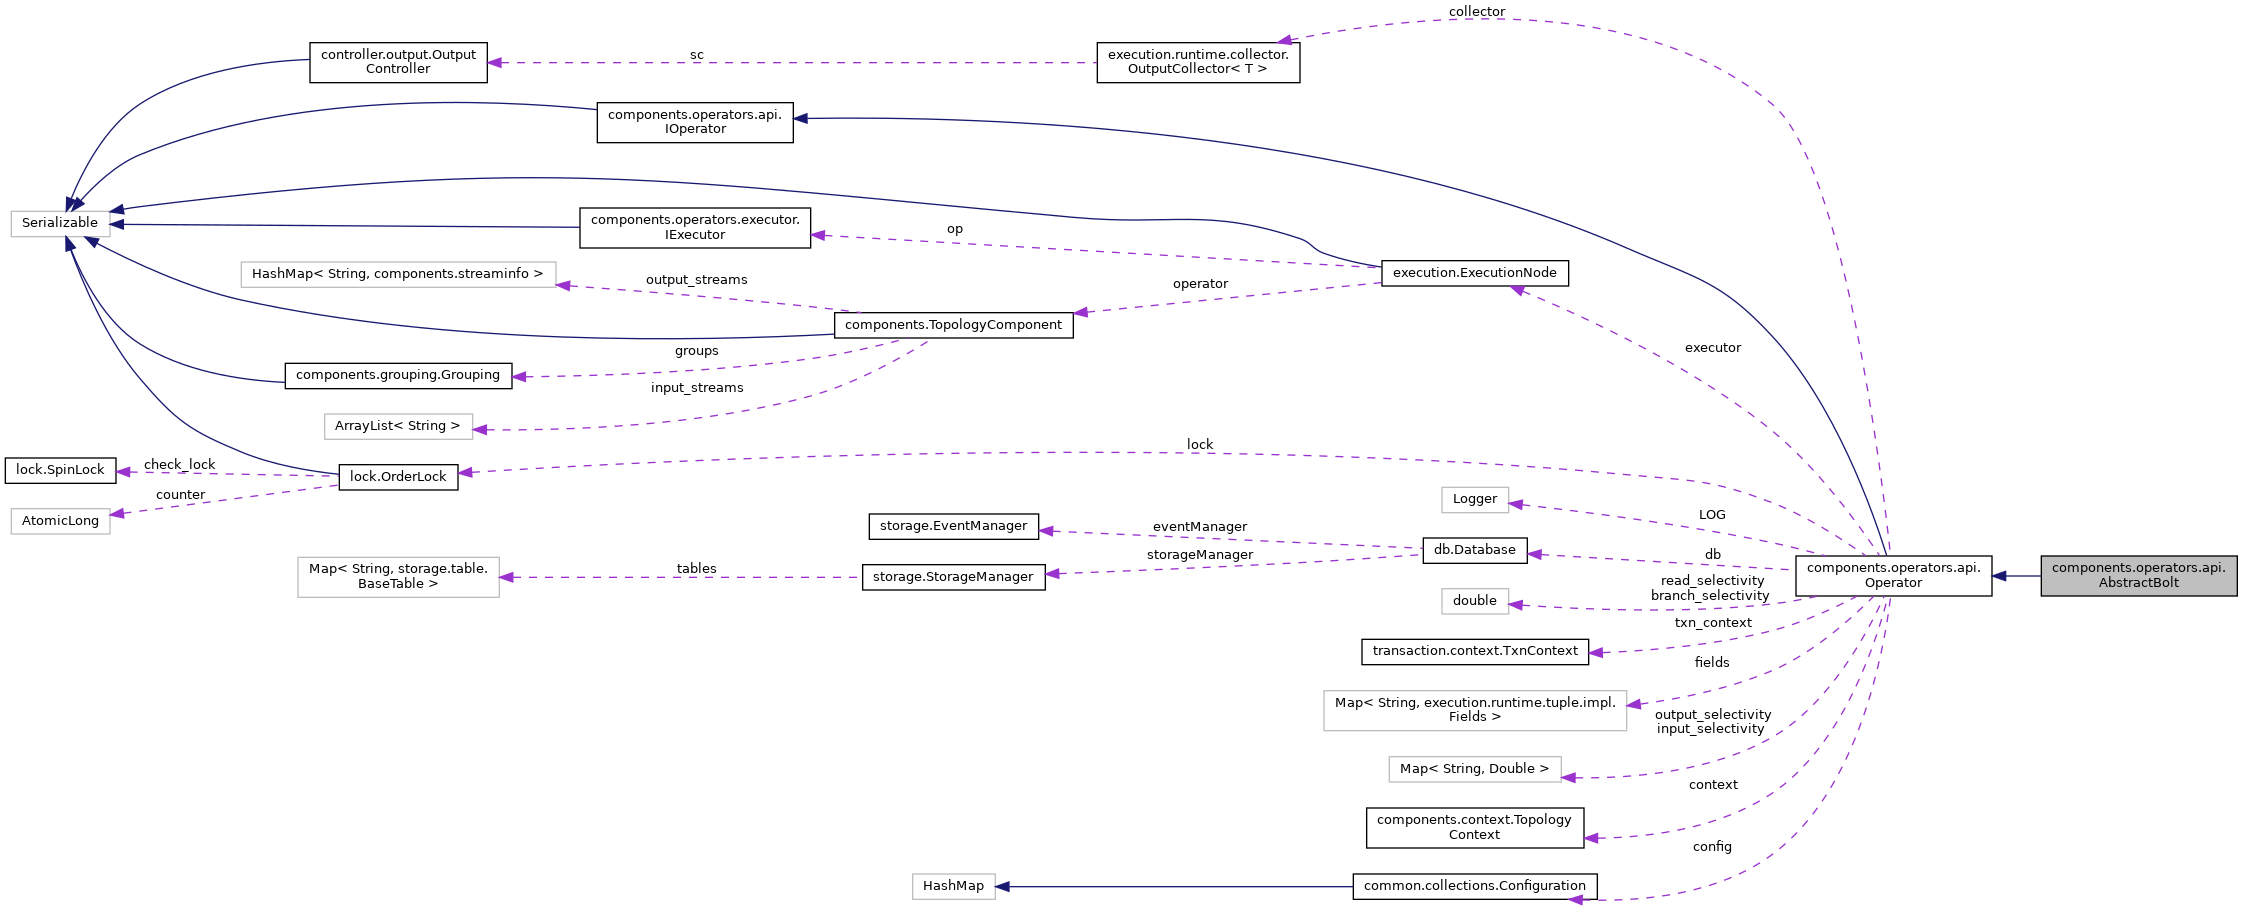 collector
controller.output.Output
Controller
sc
execution.runtime.collector.
OutputCollector< T >
components.operators.api.
IOperator
Serializable
components.operators.executor.
IExecutor
op
HashMap< String, components.streaminfo >
output_streams
operator
execution.ExecutionNode
components.TopologyComponent
executor
groups
components.grouping.Grouping
input_streams
ArrayList< String >
lock
lock.SpinLock
check_lock
lock.OrderLock
counter
AtomicLong
Logger
LOG
storage.EventManager
eventManager
db.Database
db
storageManager
Map< String, storage.table.
BaseTable >
tables
storage.StorageManager
components.operators.api.
Operator
components.operators.api.
AbstractBolt
read_selectivity
branch_selectivity
double
txn_context
transaction.context.TxnContext
fields
Map< String, execution.runtime.tuple.impl.
Fields >
output_selectivity
input_selectivity
Map< String, Double >
context
components.context.Topology
Context
config
HashMap
common.collections.Configuration